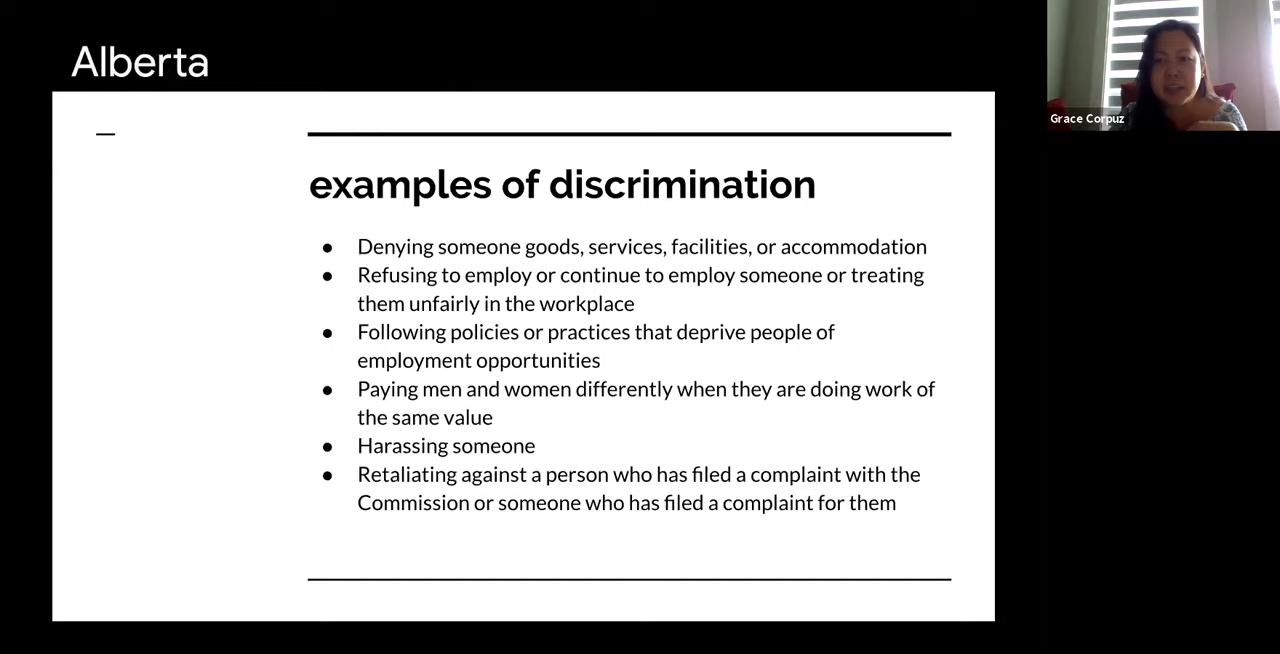 Alberta
Grace Corpuz
examples of discrimination
● Denying someone goods, services, facilities, or accommodation
● Refusing to employ or continue to employ someone or treating
them unfairly in the workplace
● Following policies or practices that deprive people of
employment opportunities
● Paying men and women differently when they are doing work of
the same value
● Harassing someone
● Retaliating against a person who has filed a complaint with the
Commission or someone who has filed a complaint for them